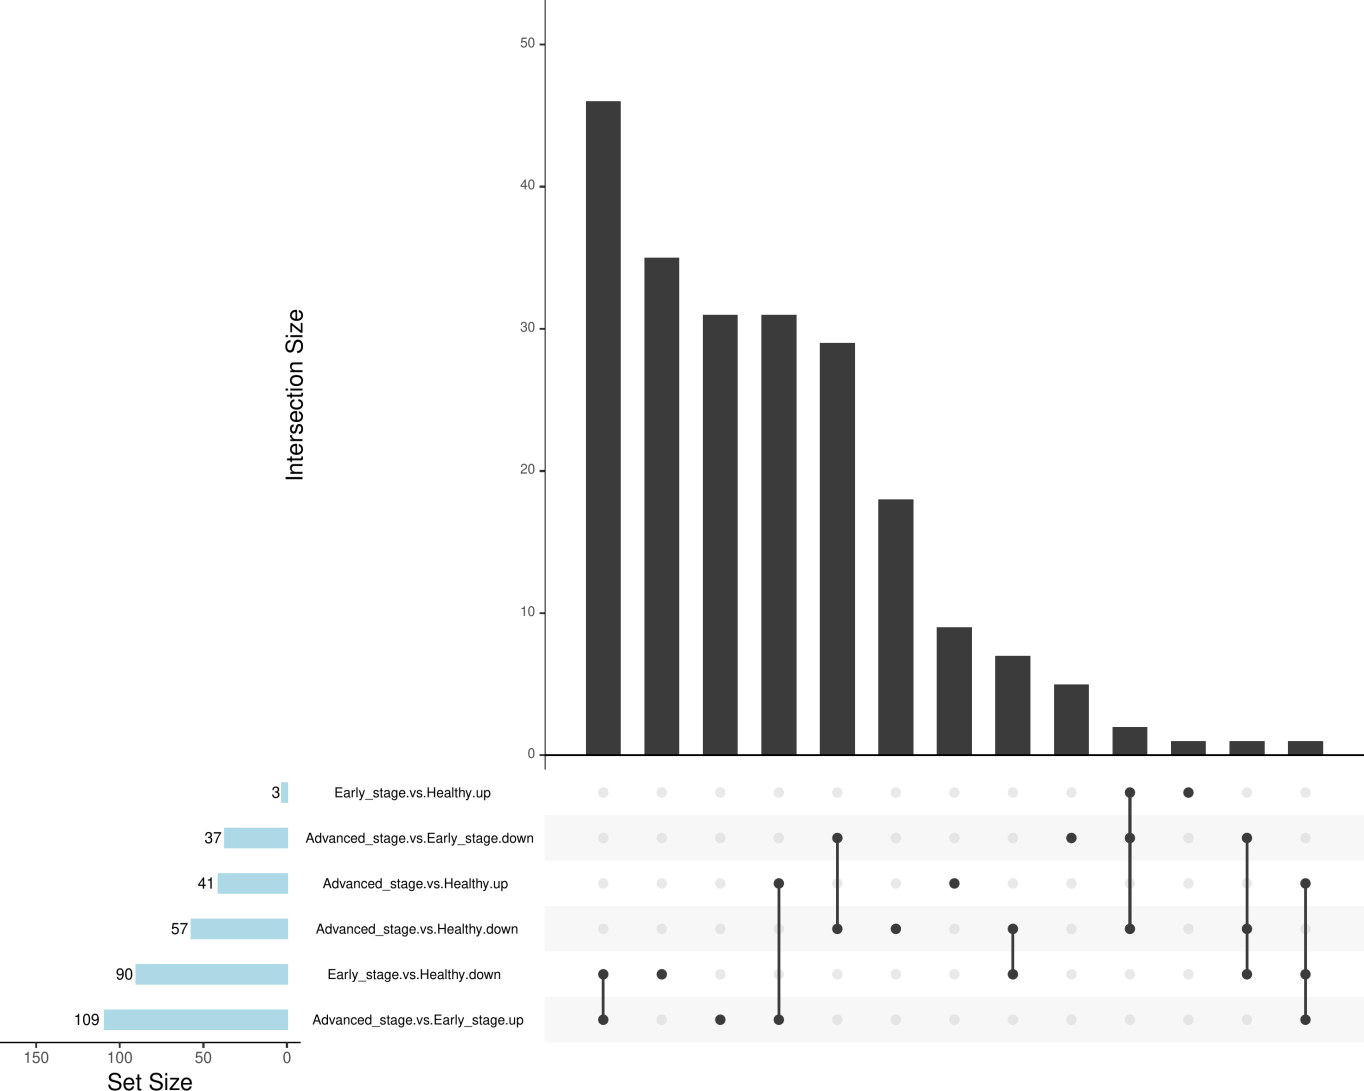 50
40
30
20
10
0
Intersection Size
3 Early_stage.vs.Healthy.up
37 Advanced_stage.vs.Early_stage.down
41 Advanced_stage.vs.Healthy.up
57 Advanced_stage.vs.Healthy.down
90 Early_stage.vs.Healthy.down
109 Advanced_stage.vs.Early_stage.up
150 100 50 0
Set Size